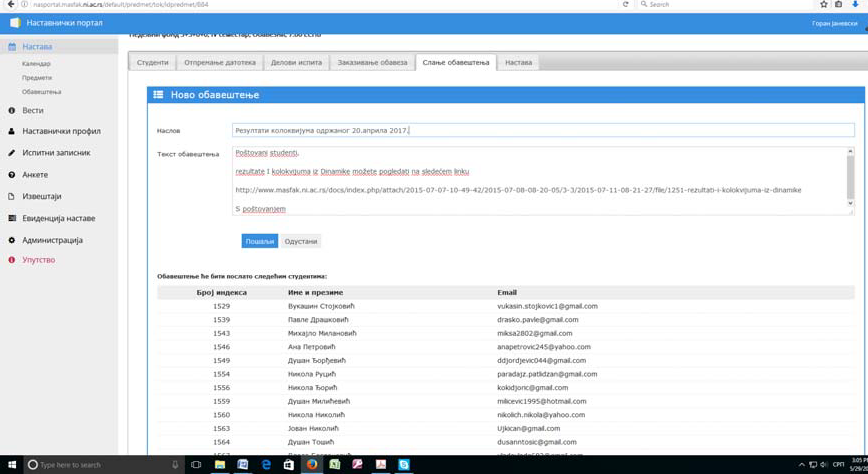 nasportal.masfak.ni.ac.rs/default/predmet/tok/idpredmet/884
Search
Наставнички портал
Горан Јаневски
Настава
Календар
Предмети
Обавештења
Вести
Наставнички профил
Испитни записник
Анкете
Извештаји
Евиденција наставе
Администрација
Упутство
Студенти
Отпремање датотека
Делови испита
Заказивање обавеза
Слање обавештења
Настава
Ново обавештење
Наслов
Резултати колоквијума одржаног 20.априла 2017.
Текст обавештења
Poštovani studenti,
rezultate I kolokvijuma iz Dinamike možete pogledati na sledećem linku
http://www.masfak.ni.ac.rs/docs/index.php/attach/2015-07-07-10-49-42/2015-07-08-08-20-05/3-3/2015-07-11-08-21-27/file/1251-rezultati-i-kolokvijuma-iz-dinamike
S poštovanjem
Пошаљи Одустани
Обавештење ће бити послато следећим студентима:
Број индекса Име и презиме Email
1529 Вукашин Стојковић vukasin.stojkovic1@gmail.com
1539 Павле Драшковић drasko.pavle@gmail.com
1543 Михајло Милановић miksa2802@gmail.com
1546 Ана Петровић anapetrovic245@yahoo.com
1549 Душан Ђорђевић ddjordjevic044@gmail.com
1554 Никола Руцић paradajz.patlidzan@gmail.com
1556 Никола Ђорић kokidjoric@gmail.com
1559 Душан Милићевић milicevic1995@hotmail.com
1560 Никола Николић nikolich.nikola@yahoo.com
1563 Јован Николић Ujkican@gmail.com
1564 Душан Тошић dusanntosic@gmail.com
Type here to search
СРП
3:05